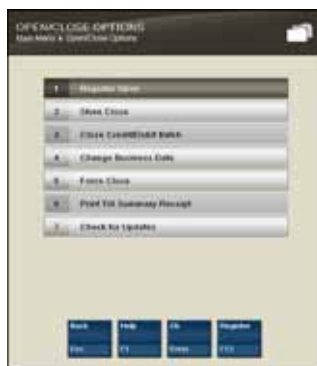 OPEN/CLOSE OPTIONS
Main Menu & Open/Close Options
1 Register Open
2 Store Close
3 Close Credit/Debit Batch
4 Change Business Date
5 Force Close
6 Print Till Summary Receipt
7 Check for Updates
Back Help Ok Register
Esc F1 Enter F12